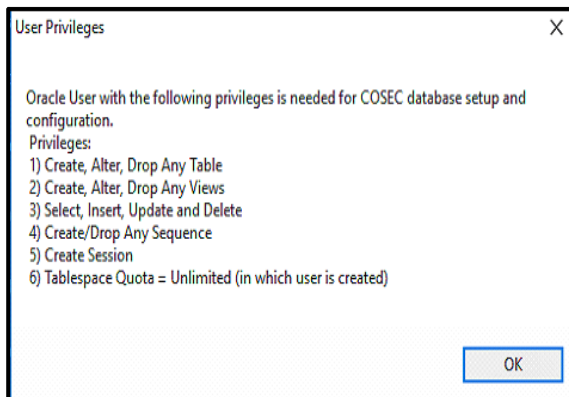 User Privileges
X
Oracle User with the following privileges is needed for COSEC database setup and
configuration.
Privileges:
1) Create, Alter, Drop Any Table
2) Create, Alter, Drop Any Views
3) Select, Insert, Update and Delete
4) Create/Drop Any Sequence
5) Create Session
6) Tablespace Quota = Unlimited (in which user is created)
OK